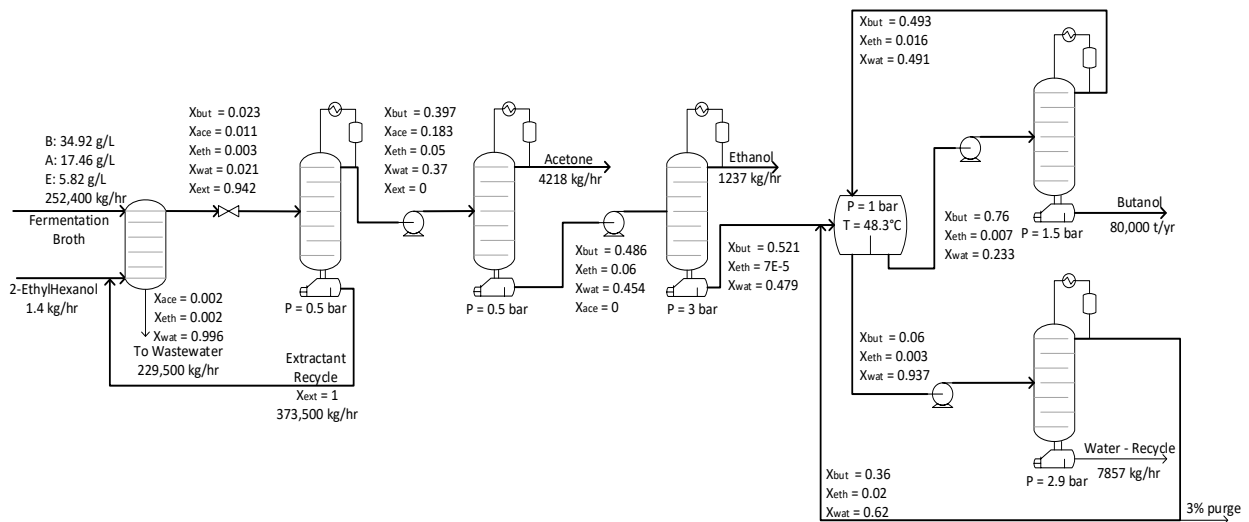 B: 34.92 g/L
A: 17.46 g/L
E: 5.82 g/L
252,400 kg/hr
Fermentation
Broth
2-EthylHexanol
1.4 kg/hr
Xace = 0.002
Xeth = 0.002
Xwat = 0.996
To Wastewater
229,500 kg/hr
Xbut = 0.023
Xace = 0.011
Xeth = 0.003
Xwat = 0.021
Xext = 0.942
P = 0.5 bar
Extractant
Recycle
Xext = 1
373,500 kg/hr
Xbut = 0.397
Xace = 0.183
Xeth = 0.05
Xwat = 0.37
Xext = 0
Acetone
4218 kg/hr
P = 0.5 bar
Xbut = 0.486
Xeth = 0.06
Xwat = 0.454
Xace = 0
Ethanol
1237 kg/hr
P = 3 bar
Xbut = 0.521
Xeth = 7E-5
Xwat = 0.479
Xbut = 0.493
Xeth = 0.016
Xwat = 0.491
P = 1 bar
T = 48.3°C
Xbut = 0.76
Xeth = 0.007
Xwat = 0.233
Butanol
80,000 t/yr
P = 1.5 bar
Xbut = 0.06
Xeth = 0.003
Xwat = 0.937
Water - Recycle
7857 kg/hr
P = 2.9 bar
Xbut = 0.36
Xeth = 0.02
Xwat = 0.62
3% purge